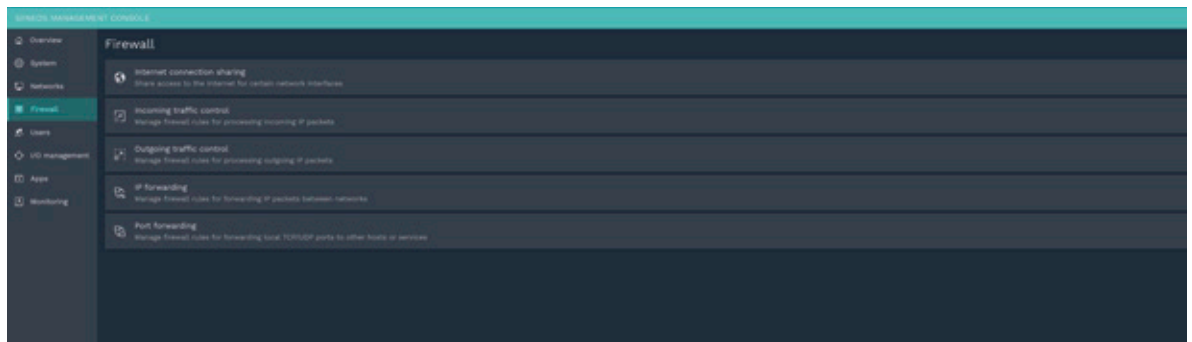 MANAGEMENT CONSOLE
Overview
System
Networks
Firewall
Users
I/O management
Apps
Monitoring
Firewall
Internet connection sharing
Share access to the Internet for certain network interfaces
Incoming traffic control
Manage firewall rules for processing incoming IP packets
Outgoing traffic control
Manage firewall rules for processing outgoing IP packets
IP forwarding
Manage firewall rules for forwarding IP packets between networks
Port forwarding
Manage firewall rules for forwarding local TCP/UDP ports to other hosts or services